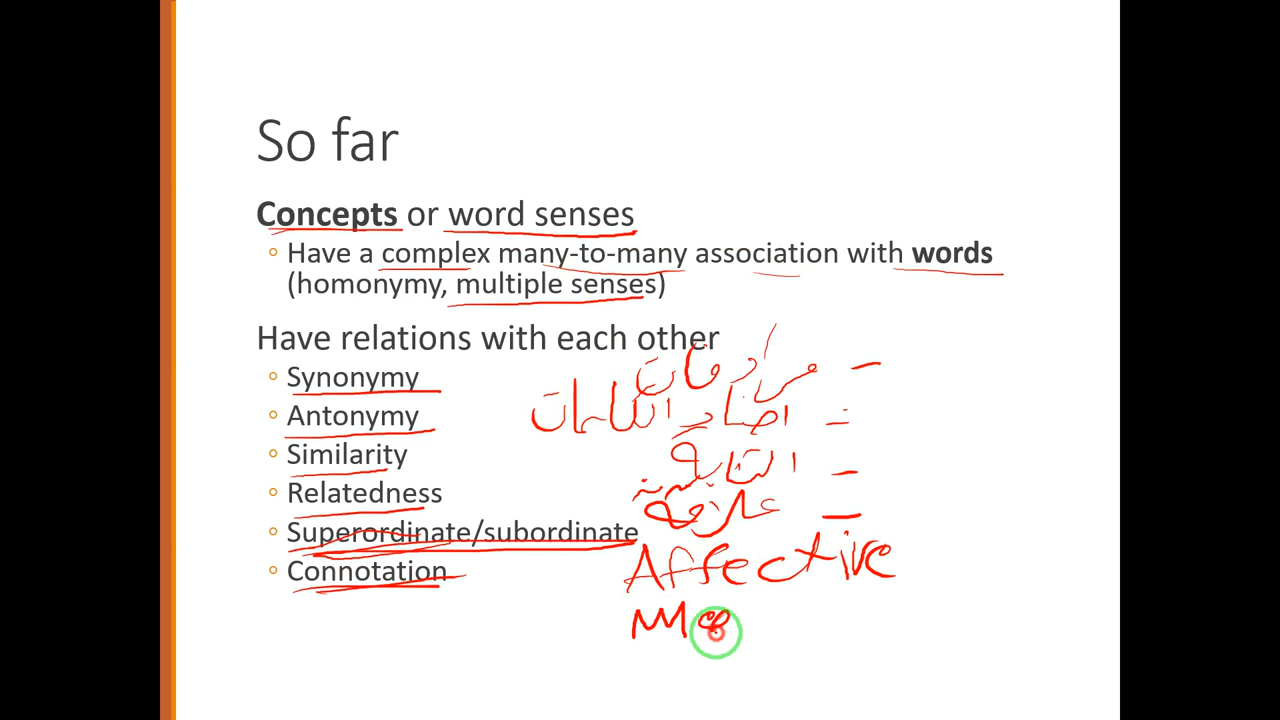 So far
Concepts or word senses
◦ Have a complex many-to-many association with words
(homonymy, multiple senses)
Have relations with each other
◦ Synonymy
مرادفات -
◦ Antonymy
اضداد الكلمات -
◦ Similarity
التشابه -
◦ Relatedness
علاقة -
◦ Superordinate/subordinate
◦ Connotation
Affective